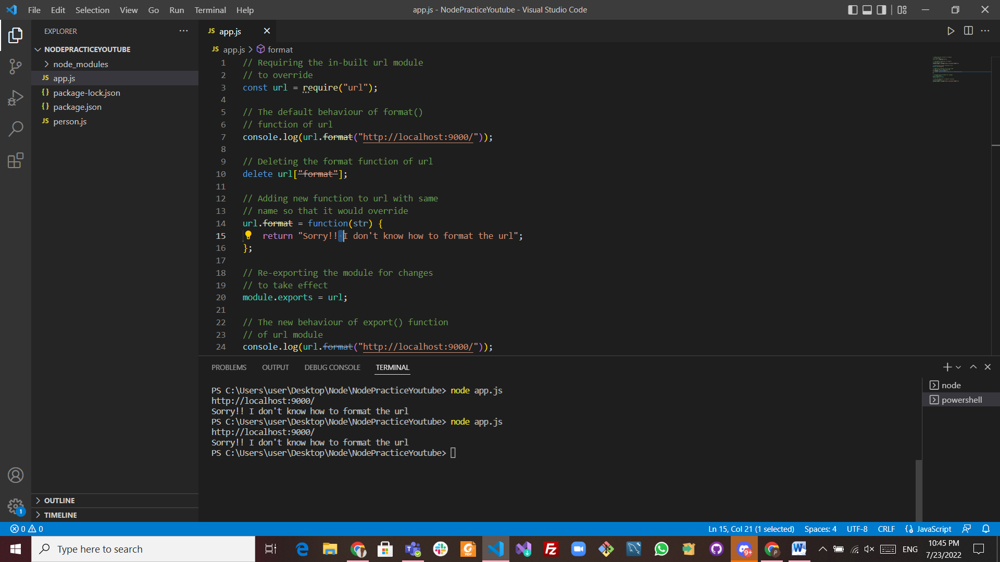 File Edit Selection View Go Run Terminal Help
app.js - NodePracticeYoutube - Visual Studio Code
EXPLORER
NODEPRACTICEYOUTUBE
node_modules
JS app.js
{} package-lock.json
{} package.json
JS person.js
OUTLINE
TIMELINE
JS app.js
JS app.js > format
1 // Requiring the in-built url module
2 // to override
3 const url = require("url");
4
5 // The default behaviour of format()
6 // function of url
7 console.log(url.format("http://localhost:9000/"));
8
9 // Deleting the format function of url
10 delete url["format"];
11
12 // Adding new function to url with same
13 // name so that it would override
14 url.format = function(str) {
15 return "Sorry!! I don't know how to format the url";
16 };
17
18 // Re-exporting the module for changes
19 // to take effect
20 module.exports = url;
21
22 // The new behaviour of export() function
23 // of url module
24 console.log(url.format("http://localhost:9000/"));
PROBLEMS OUTPUT DEBUG CONSOLE TERMINAL
PS C:\Users\user\Desktop\Node\NodePracticeYoutube> node app.js
http://localhost:9000/
Sorry!! I don't know how to format the url
PS C:\Users\user\Desktop\Node\NodePracticeYoutube> node app.js
http://localhost:9000/
Sorry!! I don't know how to format the url
PS C:\Users\user\Desktop\Node\NodePracticeYoutube>
node
powershell
1
0 0
Ln 15, Col 21 (1 selected) Spaces: 4 UTF-8 CRLF {} JavaScript
Type here to search
PDF
Fz
9+
P
W
ENG
10:45 PM
7/23/2022